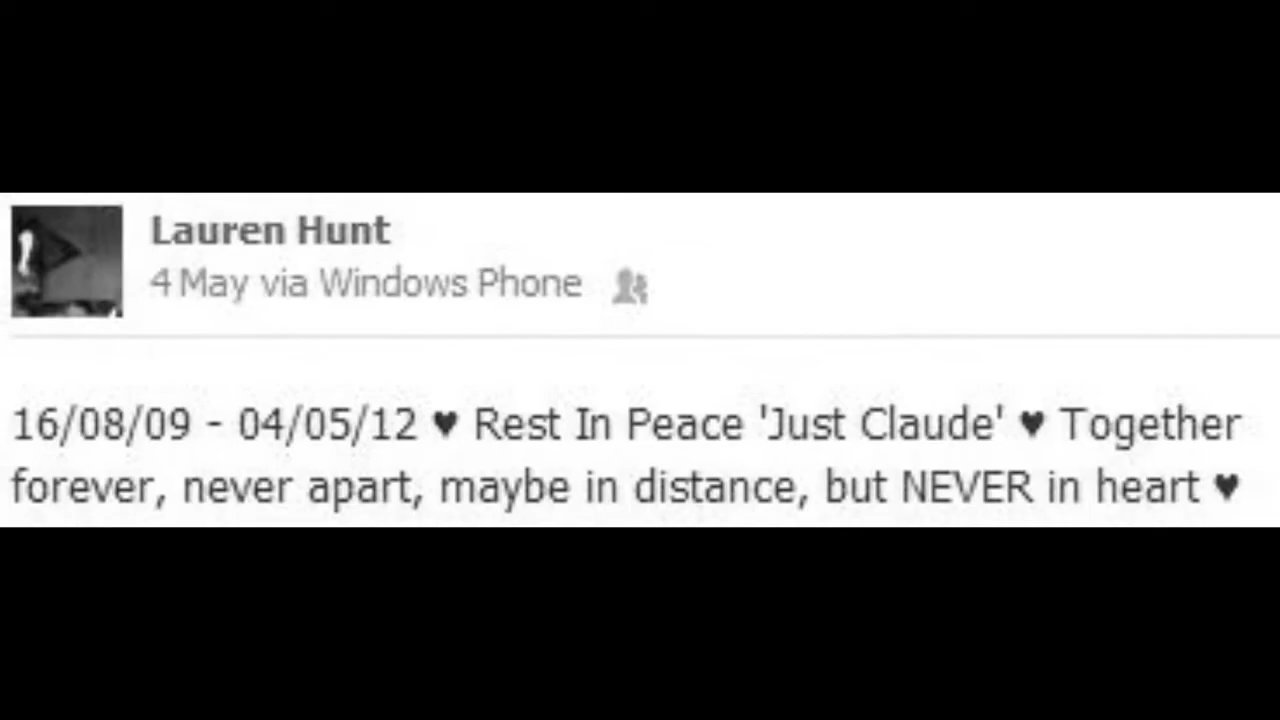 Lauren Hunt
4 May via Windows Phone
16/08/09 - 04/05/12 ♥ Rest In Peace 'Just Claude' ♥ Together
forever, never apart, maybe in distance, but NEVER in heart ♥